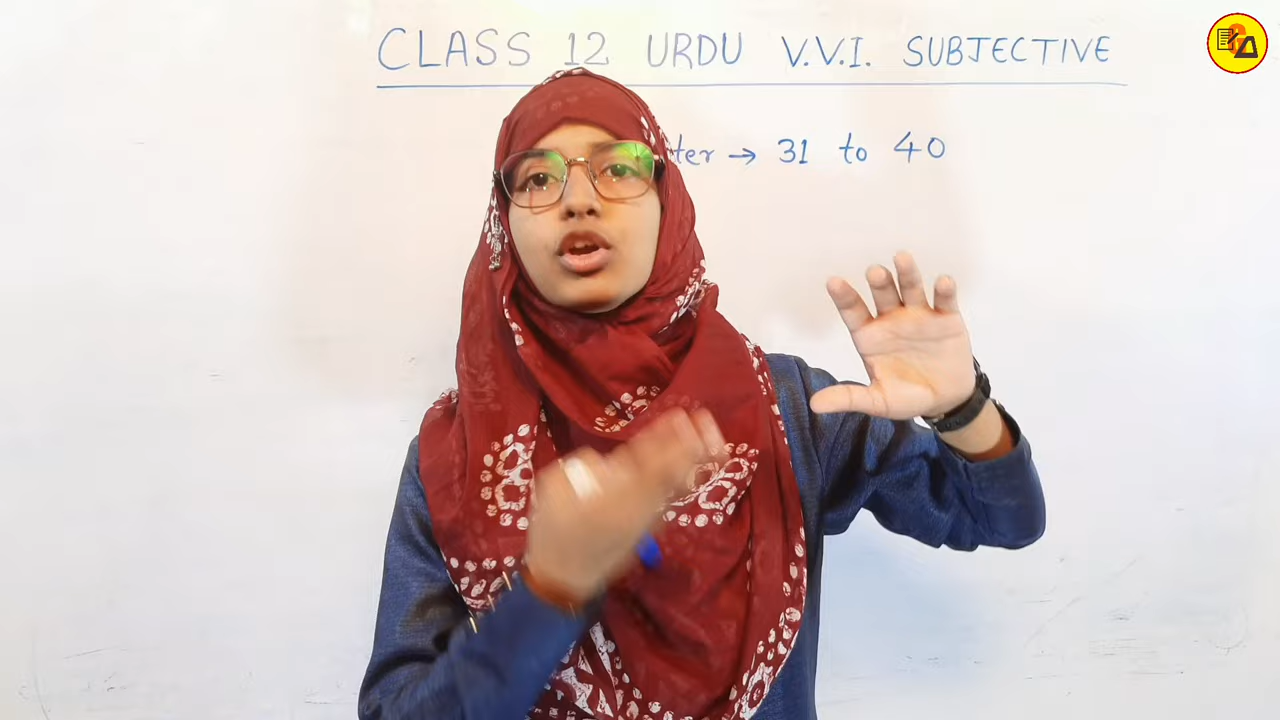 CLASS 12 URDU V.V.I. SUBJECTIVE
ter → 31 to 40